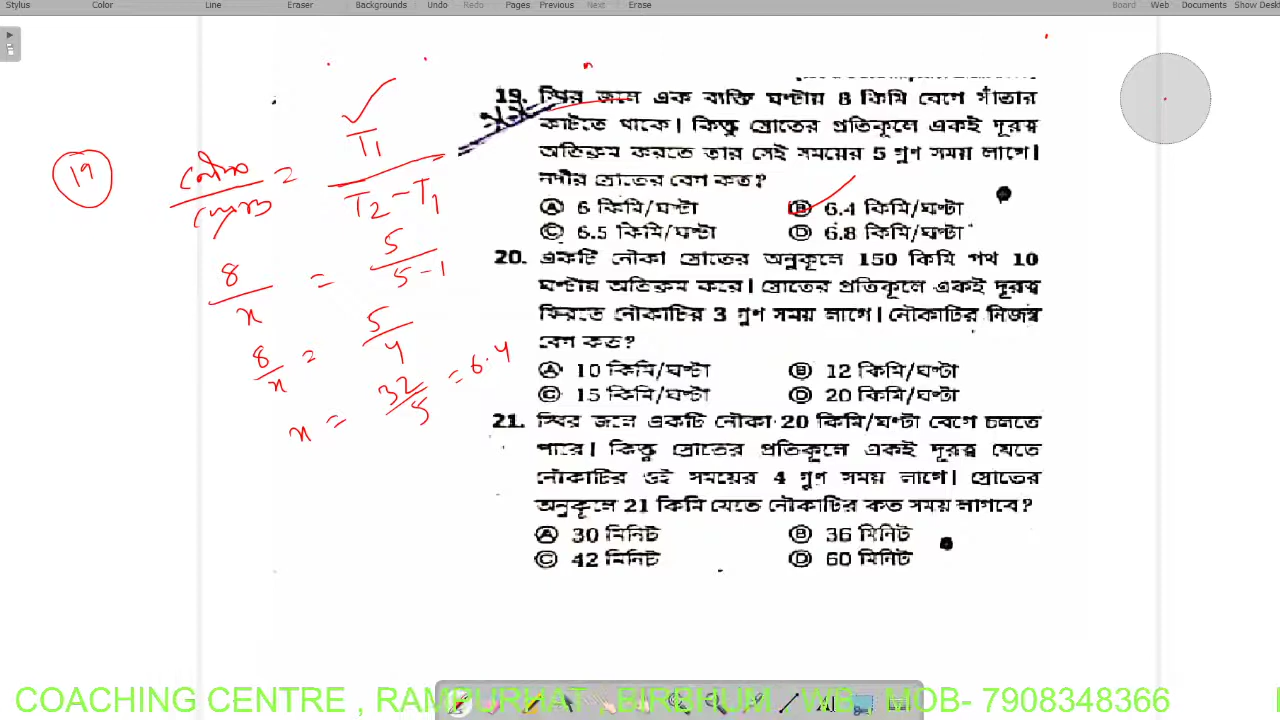 Stylus Color Line Eraser Backgrounds Undo Redo Pages Previous Next Erase Board Web Documents Show Desk
19
নৌকা/স্রোত = T₁/T₂-T₁
8/x = 5/5-1
8/x = 5/4
x = 32/5 = 6.4
19. স্থির জলে এক ব্যক্তি ঘণ্টায় 8 কিমি বেগে সাঁতার
কাটতে থাকে। কিন্তু স্রোতের প্রতিকূলে একই দূরত্ব
অতিক্রম করতে তার সেই সময়ের 5 গুণ সময় লাগে।
নদীর স্রোতের বেগ কত?
Ⓐ 6 কিমি/ঘণ্টা Ⓑ 6.4 কিমি/ঘণ্টা
Ⓒ 6.5 কিমি/ঘণ্টা Ⓓ 6.8 কিমি/ঘণ্টা
20. একটি নৌকা স্রোতের অনুকূলে 150 কিমি পথ 10
ঘণ্টায় অতিক্রম করে। স্রোতের প্রতিকূলে একই দূরত্ব
ফিরতে নৌকাটির 3 গুণ সময় লাগে। নৌকাটির নিজস্ব
বেগ কত?
Ⓐ 10 কিমি/ঘণ্টা Ⓑ 12 কিমি/ঘণ্টা
Ⓒ 15 কিমি/ঘণ্টা Ⓓ 20 কিমি/ঘণ্টা
21. স্থির জলে একটি নৌকা 20 কিমি/ঘণ্টা বেগে চলতে
পারে। কিন্তু স্রোতের প্রতিকূলে একই দূরত্ব যেতে
নৌকাটির ওই সময়ের 4 গুণ সময় লাগে। স্রোতের
অনুকূলে 21 কিমি যেতে নৌকাটির কত সময় লাগবে?
Ⓐ 30 মিনিট Ⓑ 36 মিনিট
Ⓒ 42 মিনিট Ⓓ 60 মিনিট
COACHING CENTRE , RAMPURHAT , BIRBHUM , WB , MOB- 7908348366